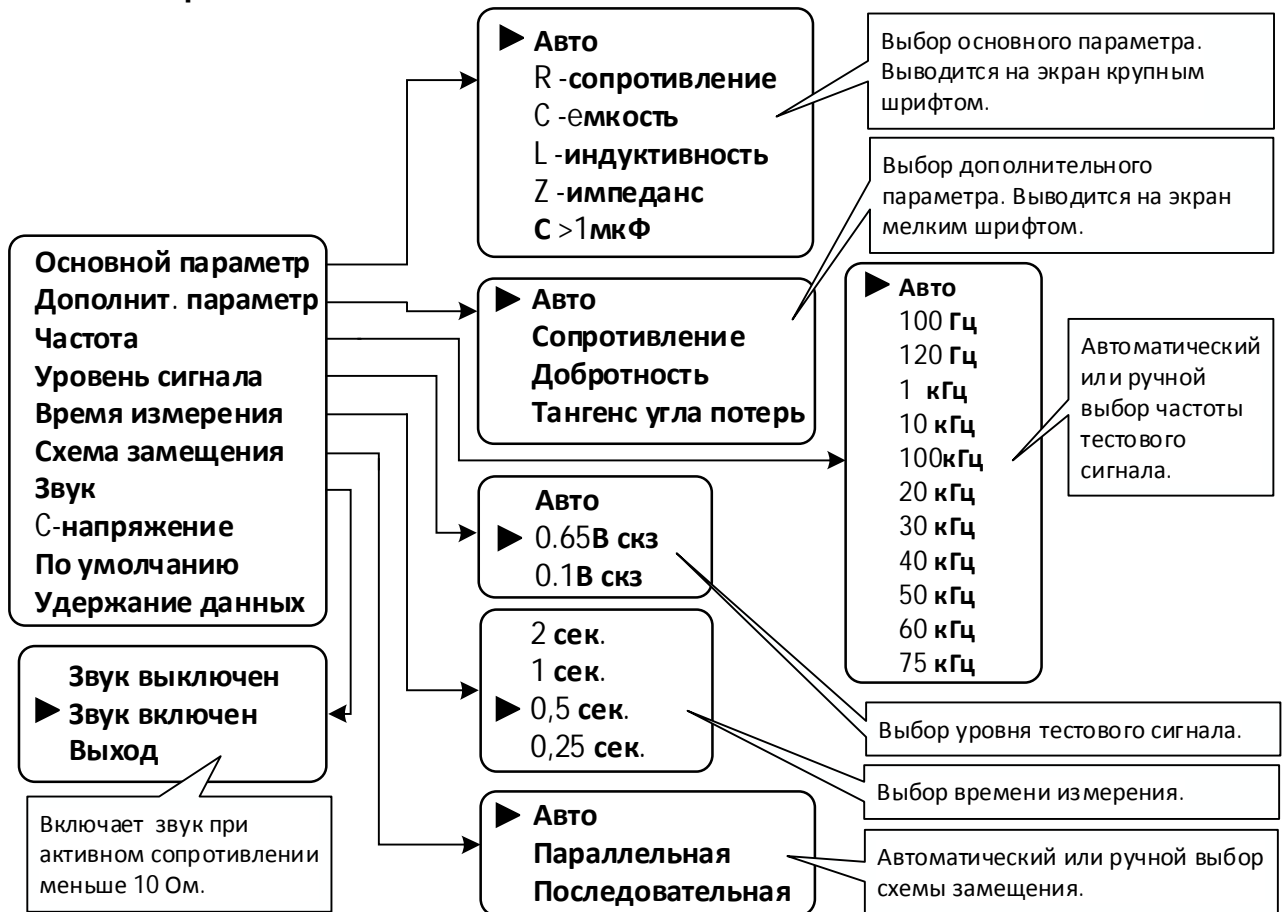 Авто
R -сопротивление
C -емкость
L -индуктивность
Z -импеданс
C >1мкФ
Выбор основного параметра.
Выводится на экран крупным
шрифтом.
Выбор дополнительного
параметра. Выводится на экран
мелким шрифтом.
Основной параметр
Дополнит. параметр
Частота
Уровень сигнала
Время измерения
Схема замещения
Звук
C-напряжение
По умолчанию
Удержание данных
Авто
Сопротивление
Добротность
Тангенс угла потерь
Авто
100 Гц
120 Гц
1 кГц
10 кГц
100кГц
20 кГц
30 кГц
40 кГц
50 кГц
60 кГц
75 кГц
Автоматический
или ручной
выбор частоты
тестового
сигнала.
Авто
0.65В скз
0.1В скз
2 сек.
1 сек.
0,5 сек.
0,25 сек.
Звук выключен
Звук включен
Выход
Включает звук при
активном сопротивлении
меньше 10 Ом.
Выбор уровня тестового сигнала.
Выбор времени измерения.
Авто
Параллельная
Последовательная
Автоматический или ручной выбор
схемы замещения.